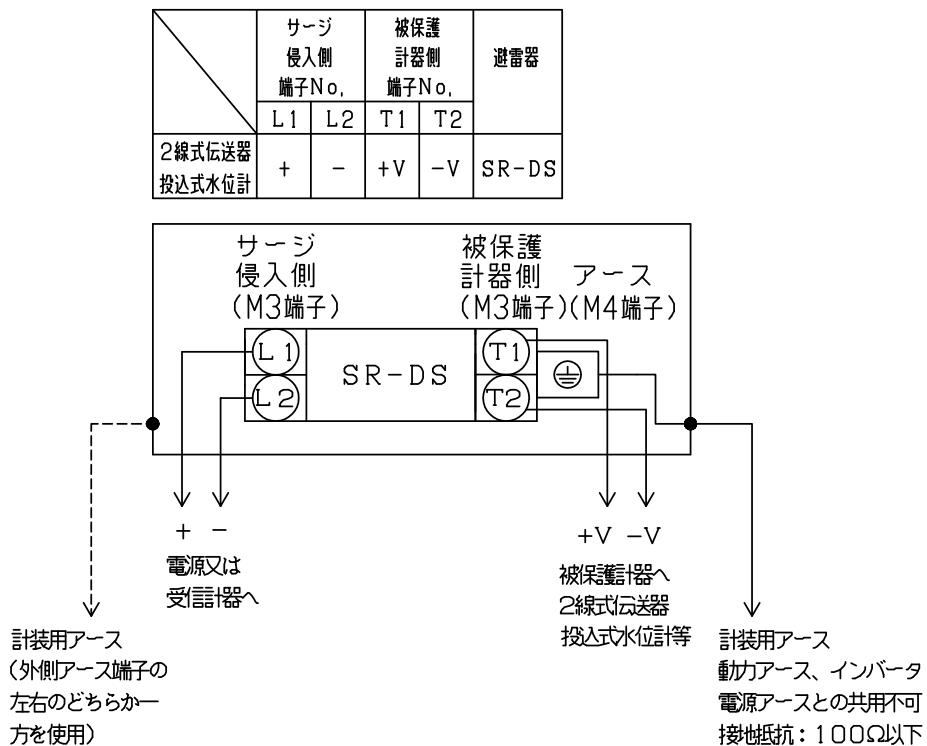 サージ
侵入側
端子No.
被保護
計器側
端子No.
避雷器
L1 L2 T1 T2
2線式伝送器
投込式水位計
+ − +V −V SR−DS
サージ
侵入側
(M3端子)
被保護
計器側
(M3端子)
アース
(M4端子)
L1
L2
SR−DS
T1
T2
+ −
電源又は
受信計器へ
+V −V
被保護計器へ
2線式伝送器
投込式水位計等
計装用アース
(外側アース端子の
左右のどちらか一
方を使用)
計装用アース
動力アース、インバータ
電源アースとの共用不可
接地抵抗:100Ω以下